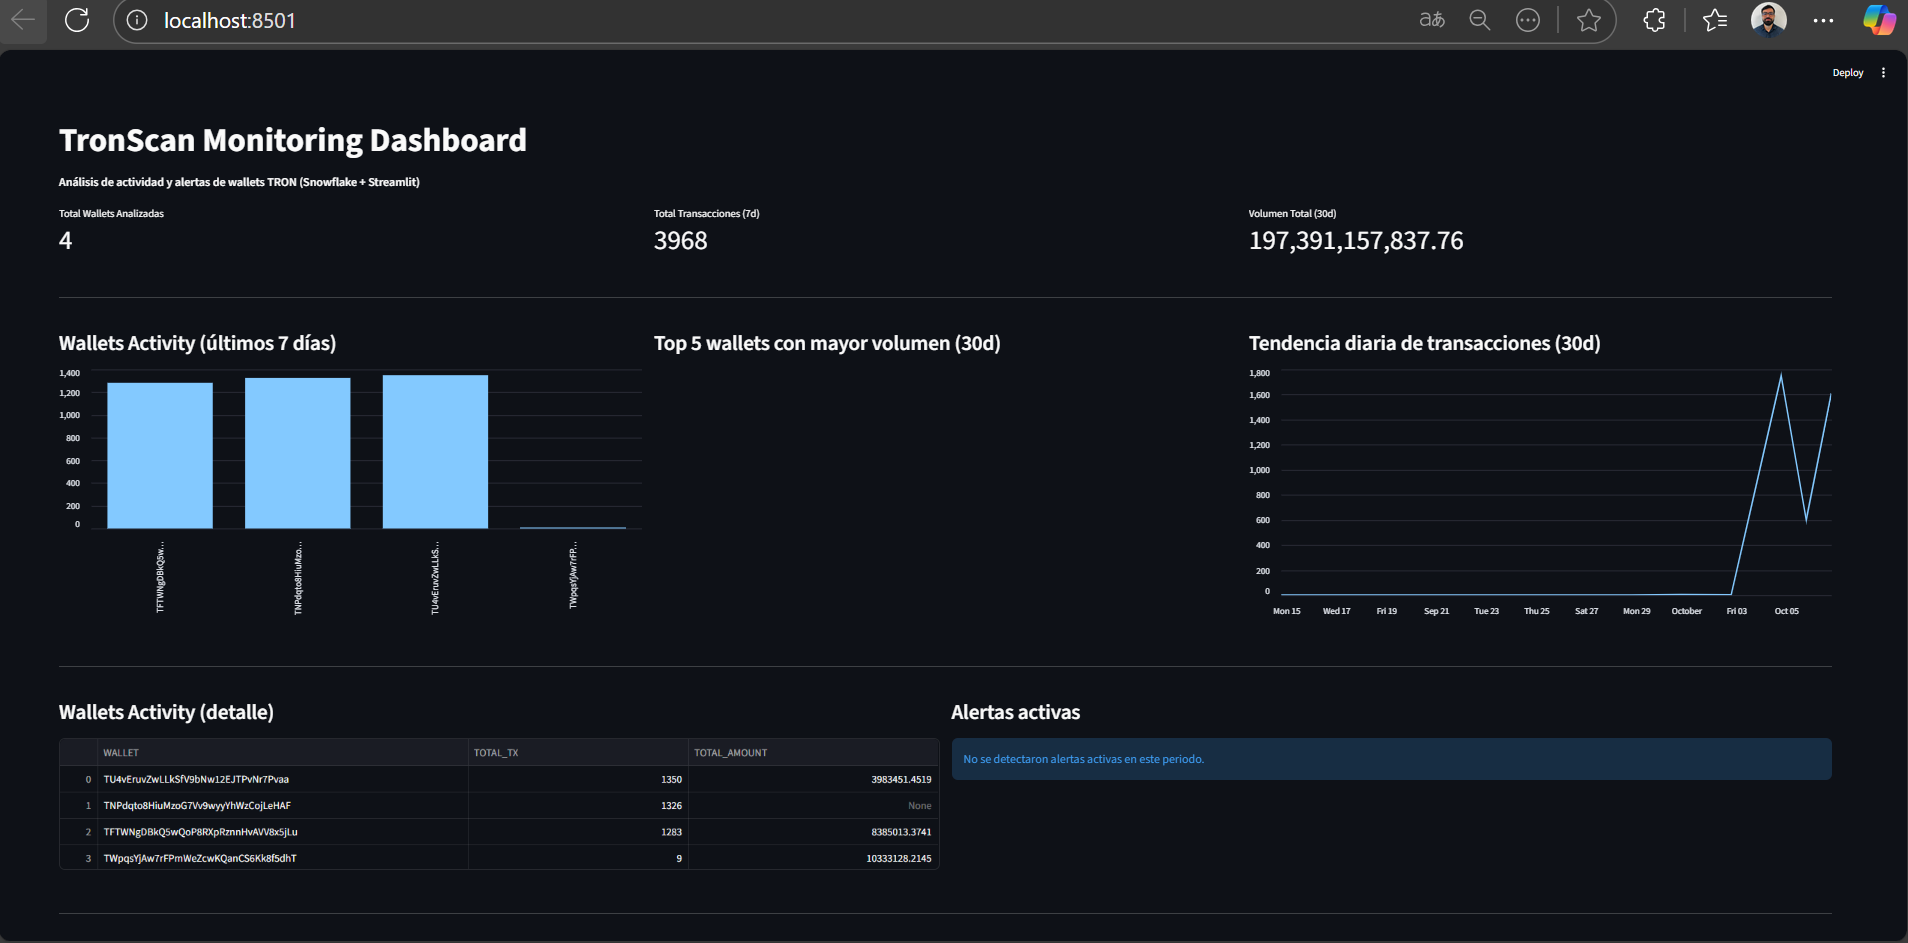 localhost:8501
Deploy
TronScan Monitoring Dashboard
Análisis de actividad y alertas de wallets TRON (Snowflake + Streamlit)
Total Wallets Analizadas
4
Total Transacciones (7d)
3968
Volumen Total (30d)
197,391,157,837.76
Wallets Activity (últimos 7 días)
1,400
1,200
1,000
800
600
400
200
0
TFTWNgDBkQ5w...
TNPdqto8HiuMzo...
TU4vEruvZwLLkS...
TWpqsYjAw7rFP...
Top 5 wallets con mayor volumen (30d)
Tendencia diaria de transacciones (30d)
1,800
1,600
1,400
1,200
1,000
800
600
400
200
0
Mon 15 Wed 17 Fri 19 Sep 21 Tue 23 Thu 25 Sat 27 Mon 29 October Fri 03 Oct 05
Wallets Activity (detalle)
WALLET TOTAL_TX TOTAL_AMOUNT
0 TU4vEruvZwLLkSfV9bNw12EJTPvNr7Pvaa 1350 3983451.4519
1 TNPdqto8HiuMzoG7Vv9wyyYhWzCojLeHAF 1326 None
2 TFTWNgDBkQ5wQoP8RXpRznnHvAVV8x5jLu 1283 8385013.3741
3 TWpqsYjAw7rFPmWeZcwKQanCS6Kk8f5dhT 9 10333128.2145
Alertas activas
No se detectaron alertas activas en este periodo.